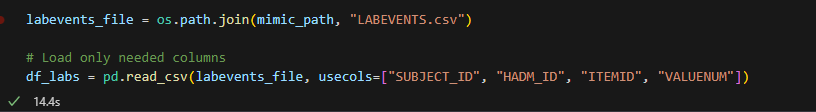 labevents_file = os.path.join(mimic_path, "LABEVENTS.csv")
# Load only needed columns
df_labs = pd.read_csv(labevents_file, usecols=["SUBJECT_ID", "HADM_ID", "ITEMID", "VALUENUM"])
14.4s